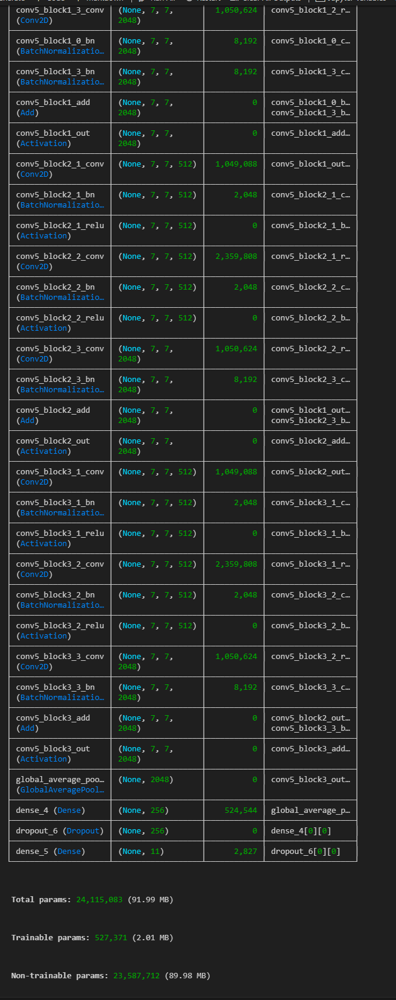 conv5_block1_3_conv (None, 7, 7, 1,050,624 conv5_block1_2_r…
(Conv2D) 2048)
conv5_block1_0_bn (None, 7, 7, 8,192 conv5_block1_0_c…
(BatchNormalizatio… 2048)
conv5_block1_3_bn (None, 7, 7, 8,192 conv5_block1_3_c…
(BatchNormalizatio… 2048)
conv5_block1_add (None, 7, 7, 0 conv5_block1_0_b…
(Add) 2048) conv5_block1_3_b…
conv5_block1_out (None, 7, 7, 0 conv5_block1_add…
(Activation) 2048)
conv5_block2_1_conv (None, 7, 7, 512) 1,049,088 conv5_block1_out…
(Conv2D)
conv5_block2_1_bn (None, 7, 7, 512) 2,048 conv5_block2_1_c…
(BatchNormalizatio…
conv5_block2_1_relu (None, 7, 7, 512) 0 conv5_block2_1_b…
(Activation)
conv5_block2_2_conv (None, 7, 7, 512) 2,359,808 conv5_block2_1_r…
(Conv2D)
conv5_block2_2_bn (None, 7, 7, 512) 2,048 conv5_block2_2_c…
(BatchNormalizatio…
conv5_block2_2_relu (None, 7, 7, 512) 0 conv5_block2_2_b…
(Activation)
conv5_block2_3_conv (None, 7, 7, 1,050,624 conv5_block2_2_r…
(Conv2D) 2048)
conv5_block2_3_bn (None, 7, 7, 8,192 conv5_block2_3_c…
(BatchNormalizatio… 2048)
conv5_block2_add (None, 7, 7, 0 conv5_block1_out…
(Add) 2048) conv5_block2_3_b…
conv5_block2_out (None, 7, 7, 0 conv5_block2_add…
(Activation) 2048)
conv5_block3_1_conv (None, 7, 7, 512) 1,049,088 conv5_block2_out…
(Conv2D)
conv5_block3_1_bn (None, 7, 7, 512) 2,048 conv5_block3_1_c…
(BatchNormalizatio…
conv5_block3_1_relu (None, 7, 7, 512) 0 conv5_block3_1_b…
(Activation)
conv5_block3_2_conv (None, 7, 7, 512) 2,359,808 conv5_block3_1_r…
(Conv2D)
conv5_block3_2_bn (None, 7, 7, 512) 2,048 conv5_block3_2_c…
(BatchNormalizatio…
conv5_block3_2_relu (None, 7, 7, 512) 0 conv5_block3_2_b…
(Activation)
conv5_block3_3_conv (None, 7, 7, 1,050,624 conv5_block3_2_r…
(Conv2D) 2048)
conv5_block3_3_bn (None, 7, 7, 8,192 conv5_block3_3_c…
(BatchNormalizatio… 2048)
conv5_block3_add (None, 7, 7, 0 conv5_block2_out…
(Add) 2048) conv5_block3_3_b…
conv5_block3_out (None, 7, 7, 0 conv5_block3_add…
(Activation) 2048)
global_average_poo… (None, 2048) 0 conv5_block3_out…
(GlobalAveragePool…
dense_4 (Dense) (None, 256) 524,544 global_average_p…
dropout_6 (Dropout) (None, 256) 0 dense_4[0][0]
dense_5 (Dense) (None, 11) 2,827 dropout_6[0][0]
Total params: 24,115,083 (91.99 MB)
Trainable params: 527,371 (2.01 MB)
Non-trainable params: 23,587,712 (89.98 MB)